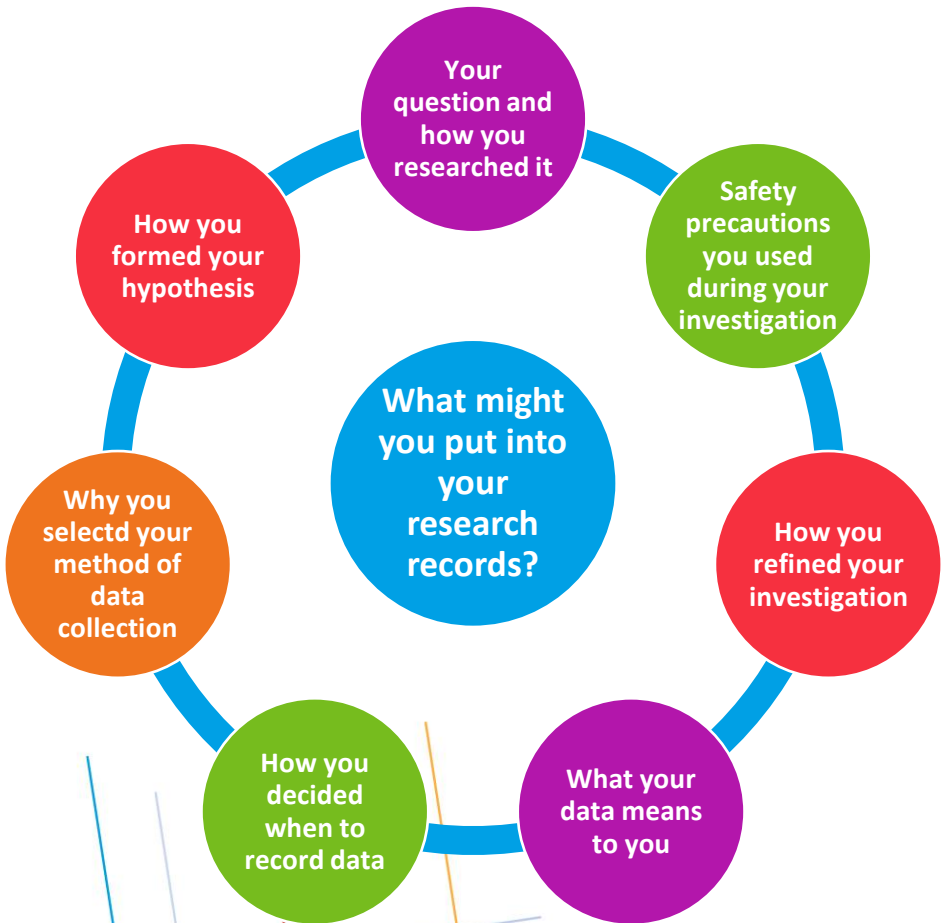 Your
question and
how you
researched it
Safety
precautions
you used
during your
investigation
How you
formed your
hypothesis
What might
you put into
your
research
records?
Why you
selectd your
method of
data
collection
How you
refined your
investigation
How you
decided
when to
record data
What your
data means
to you